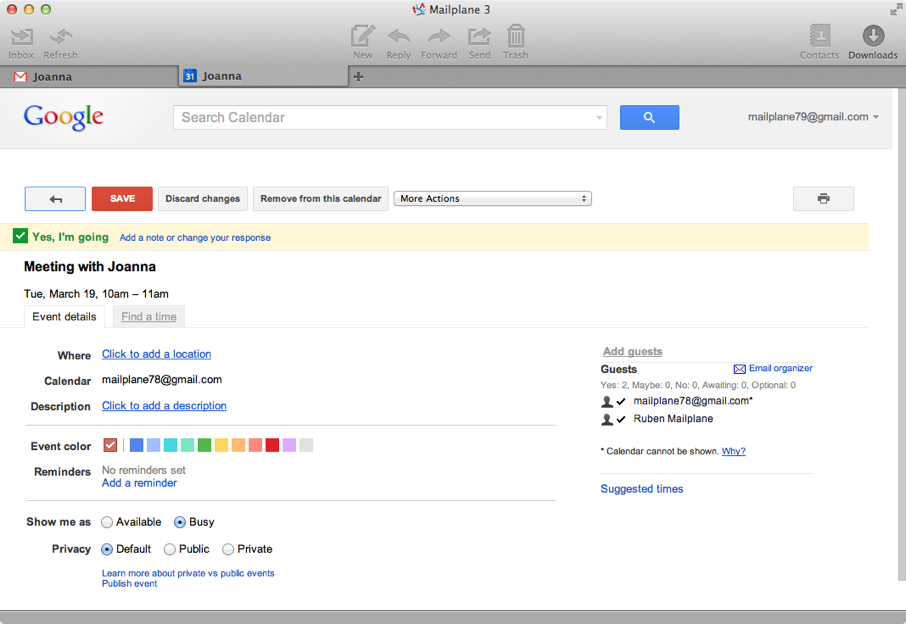 Mailplane 3
Inbox Refresh New Reply Forward Send Trash Contacts Downloads
Joanna 31 Joanna +
Google Search Calendar mailplane79@gmail.com
SAVE Discard changes Remove from this calendar More Actions
Yes, I'm going Add a note or change your response
Meeting with Joanna
Tue, March 19, 10am – 11am
Event details Find a time
Where Click to add a location
Calendar mailplane78@gmail.com
Description Click to add a description
Event color
Reminders No reminders set
Add a reminder
Show me as Available Busy
Privacy Default Public Private
Learn more about private vs public events
Publish event
Add guests
Guests Email organizer
Yes: 2, Maybe: 0, No: 0, Awaiting: 0, Optional: 0
mailplane78@gmail.com*
Ruben Mailplane
* Calendar cannot be shown. Why?
Suggested times